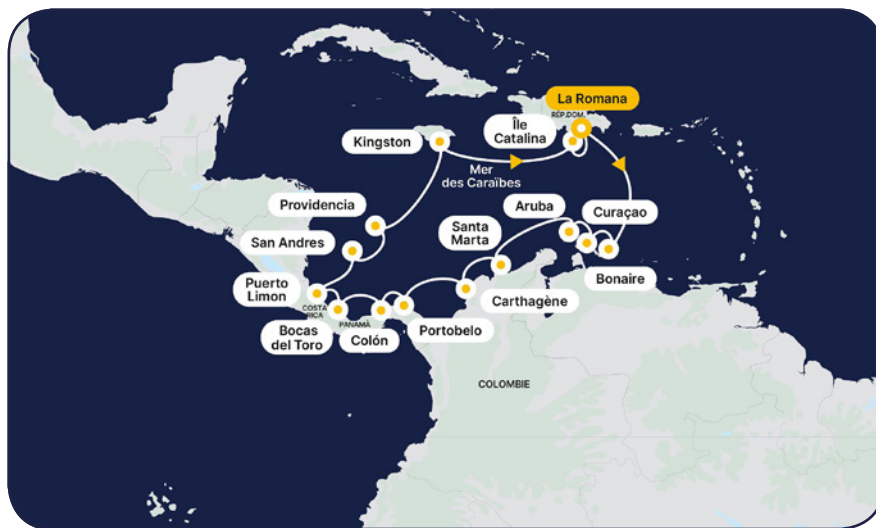 La Romana
RÉP.DOM.
Île
Catalina
Kingston
Mer
des Caraïbes
Providencia
Aruba
Curaçao
Santa
Marta
San Andres
Bonaire
Puerto
Limon
Carthagène
COSTA
RICA
PANAMÀ
Portobelo
Bocas
del Toro
Colón
COLOMBIE